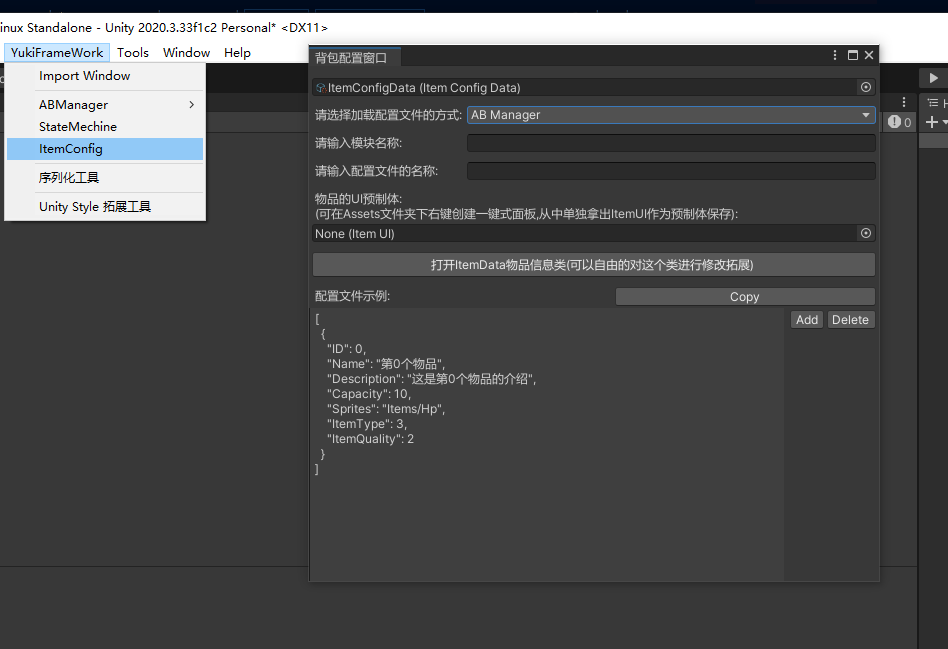 inux Standalone - Unity 2020.3.33f1c2 Personal* <DX11>
YukiFrameWork Tools Window Help
Import Window
ABManager
StateMechine
ItemConfig
序列化工具
Unity Style 拓展工具
背包配置窗口
ItemConfigData (Item Config Data)
请选择加载配置文件的方式: AB Manager
请输入模块名称:
请输入配置文件的名称:
物品的UI预制体:
(可在Assets文件夹下右键创建一键式面板,从中单独拿出ItemUI作为预制体保存):
None (Item UI)
打开ItemData物品信息类(可以自由的对这个类进行修改拓展)
配置文件示例: Copy
Add Delete
[
{
"ID": 0,
"Name": "第0个物品",
"Description": "这是第0个物品的介绍",
"Capacity": 10,
"Sprites": "Items/Hp",
"ItemType": 3,
"ItemQuality": 2
}
]
0